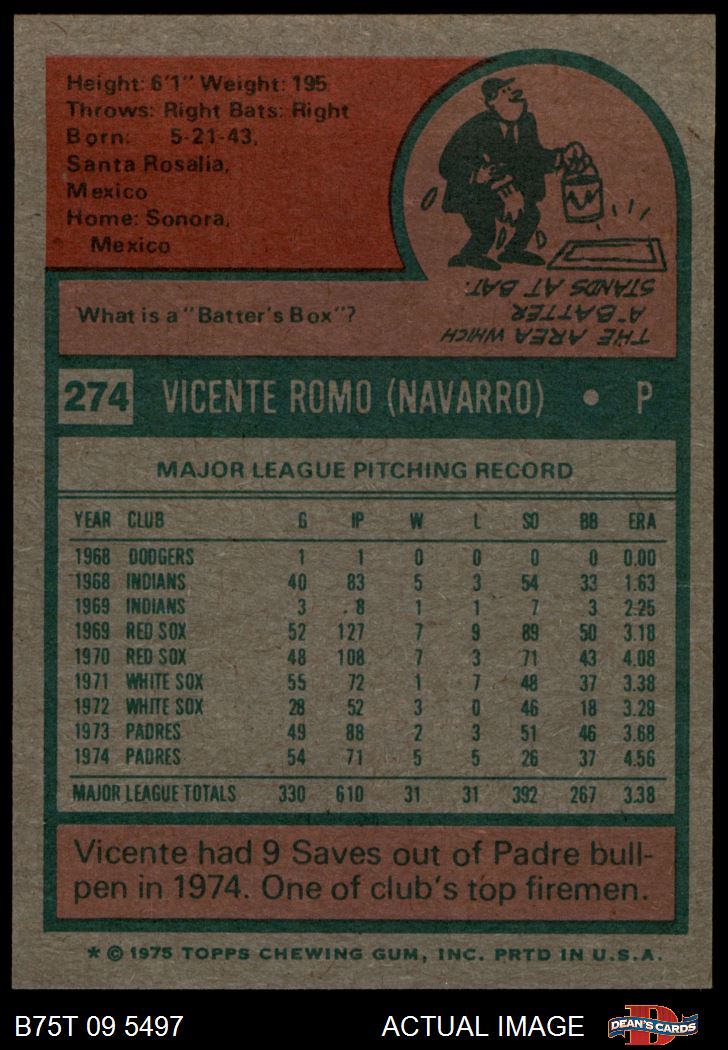 Height: 6'1" Weight: 195
Throws: Right Bats: Right
Born: 5-21-43,
Santa Rosalia,
Mexico
Home: Sonora,
Mexico
What is a "Batter's Box"?
THE AREA WHICH
A BATTER
STANDS AT BAT.
274 VICENTE ROMO (NAVARRO) • P
MAJOR LEAGUE PITCHING RECORD
YEAR CLUB G IP W L SO BB ERA
1968 DODGERS 1 1 0 0 0 0 0.00
1968 INDIANS 40 83 5 3 54 33 1.63
1969 INDIANS 3 8 1 1 7 3 2.25
1969 RED SOX 52 127 7 9 89 50 3.18
1970 RED SOX 48 108 7 3 71 43 4.08
1971 WHITE SOX 55 72 1 7 48 37 3.38
1972 WHITE SOX 28 52 3 0 46 18 3.29
1973 PADRES 49 88 2 3 51 46 3.68
1974 PADRES 54 71 5 5 26 37 4.56
MAJOR LEAGUE TOTALS 330 610 31 31 392 267 3.38
Vicente had 9 Saves out of Padre bull-
pen in 1974. One of club's top firemen.
* © 1975 TOPPS CHEWING GUM, INC. PRTD IN U.S.A.
B75T 09 5497 ACTUAL IMAGE DEAN'S CARDS